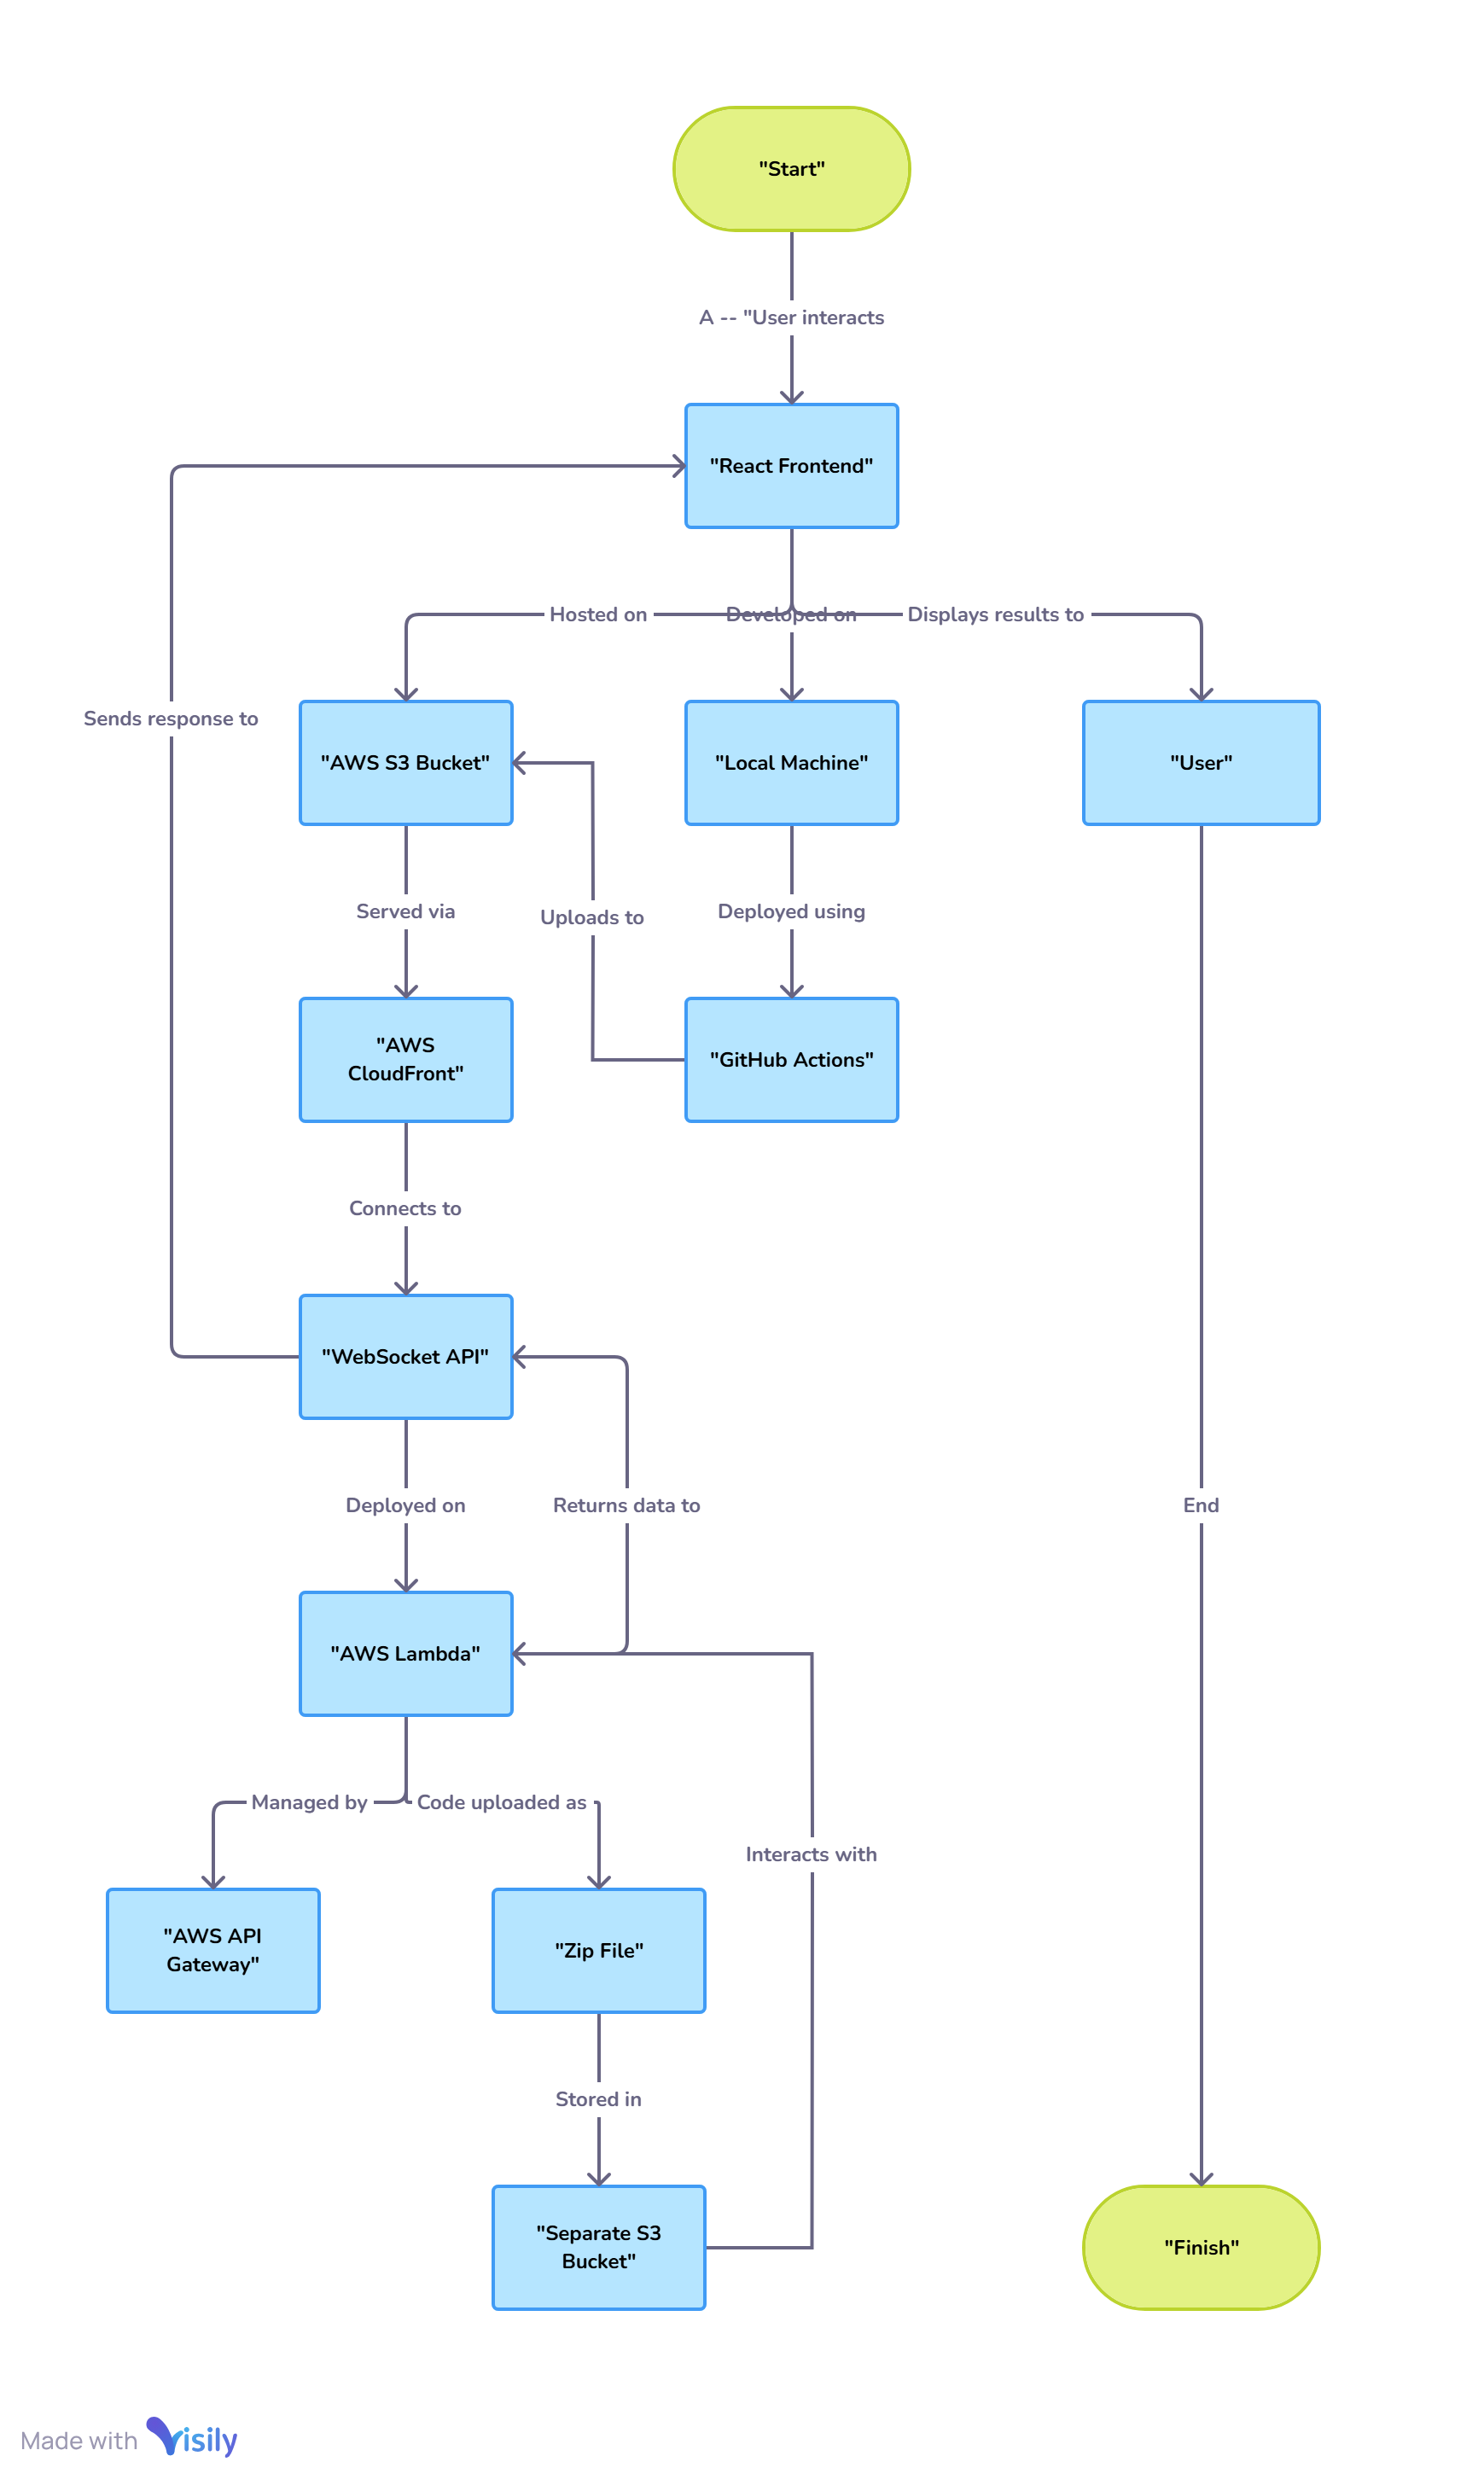 "Start"
A -- "User interacts
"React Frontend"
Hosted on
Developed on
Displays results to
Sends response to
"AWS S3 Bucket"
"Local Machine"
"User"
Served via
Uploads to
Deployed using
"AWS
CloudFront"
"GitHub Actions"
Connects to
"WebSocket API"
Deployed on
Returns data to
End
"AWS Lambda"
Managed by
Code uploaded as
Interacts with
"AWS API
Gateway"
"Zip File"
Stored in
"Separate S3
Bucket"
"Finish"
Made with Visily